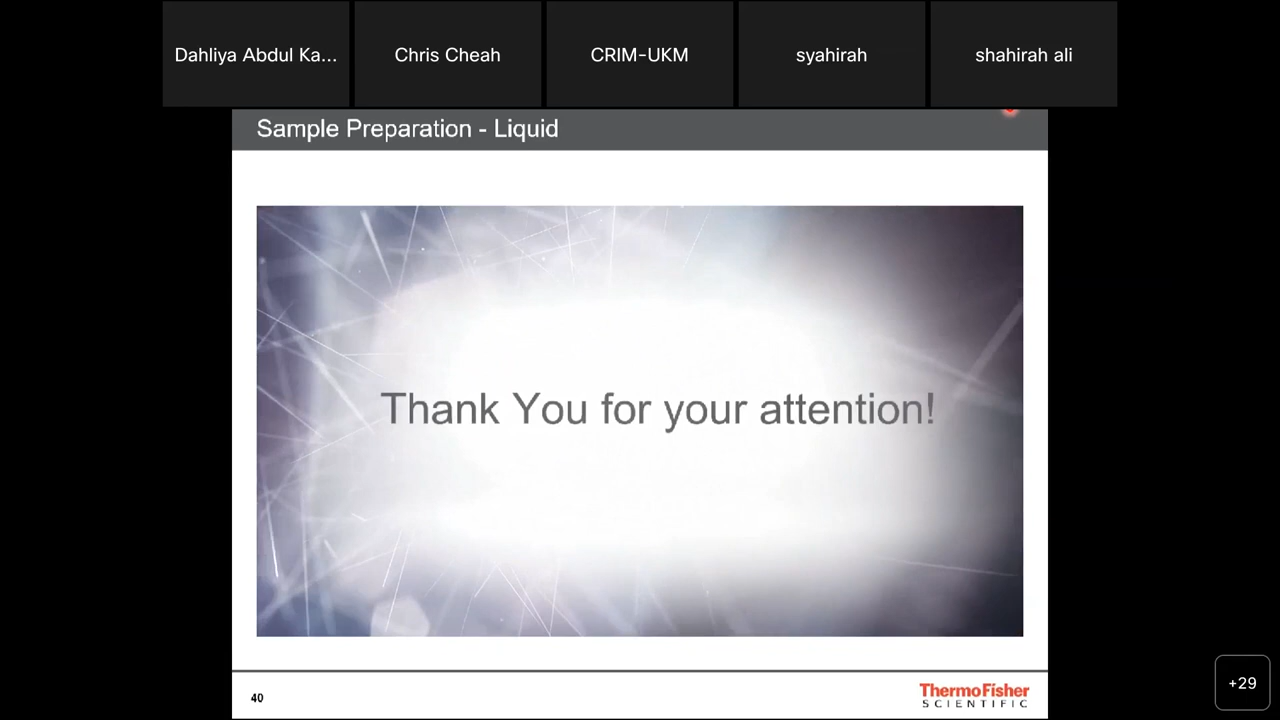 Dahliya Abdul Ka...
Chris Cheah
CRIM-UKM
syahirah
shahirah ali
Sample Preparation - Liquid
Thank You for your attention!
40
ThermoFisher
SCIENTIFIC
+29